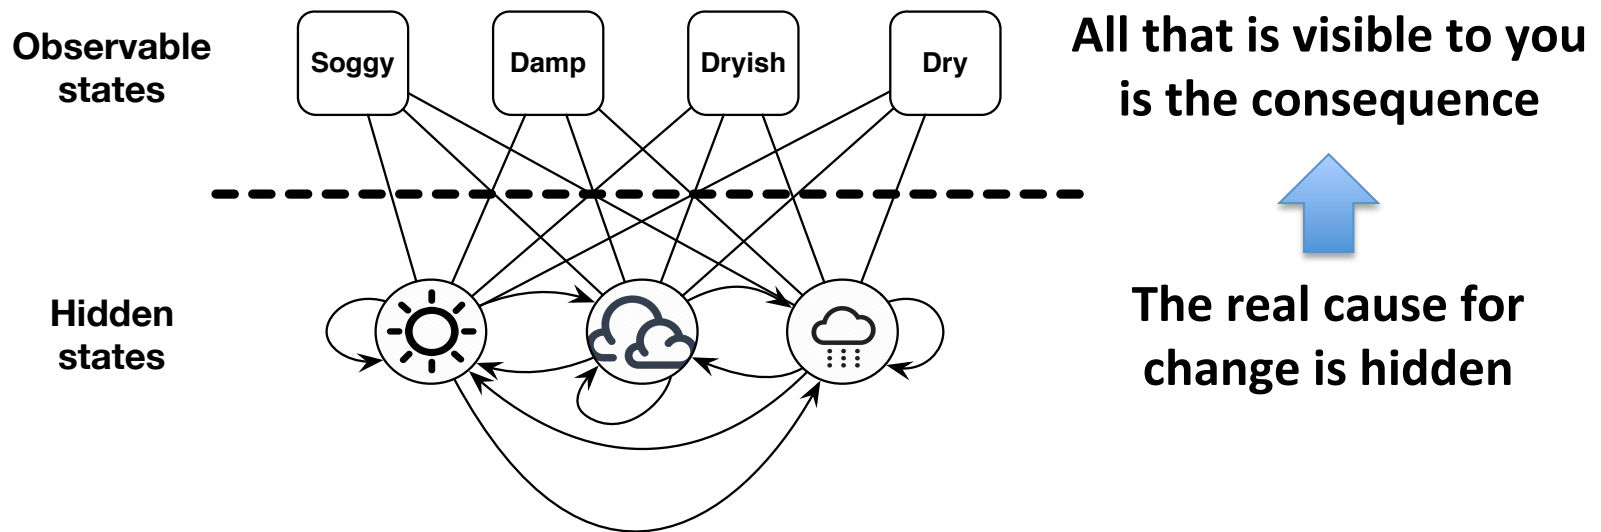 Observable
states
Soggy
Damp
Dryish
Dry
All that is visible to you
is the consequence
Hidden
states
The real cause for
change is hidden